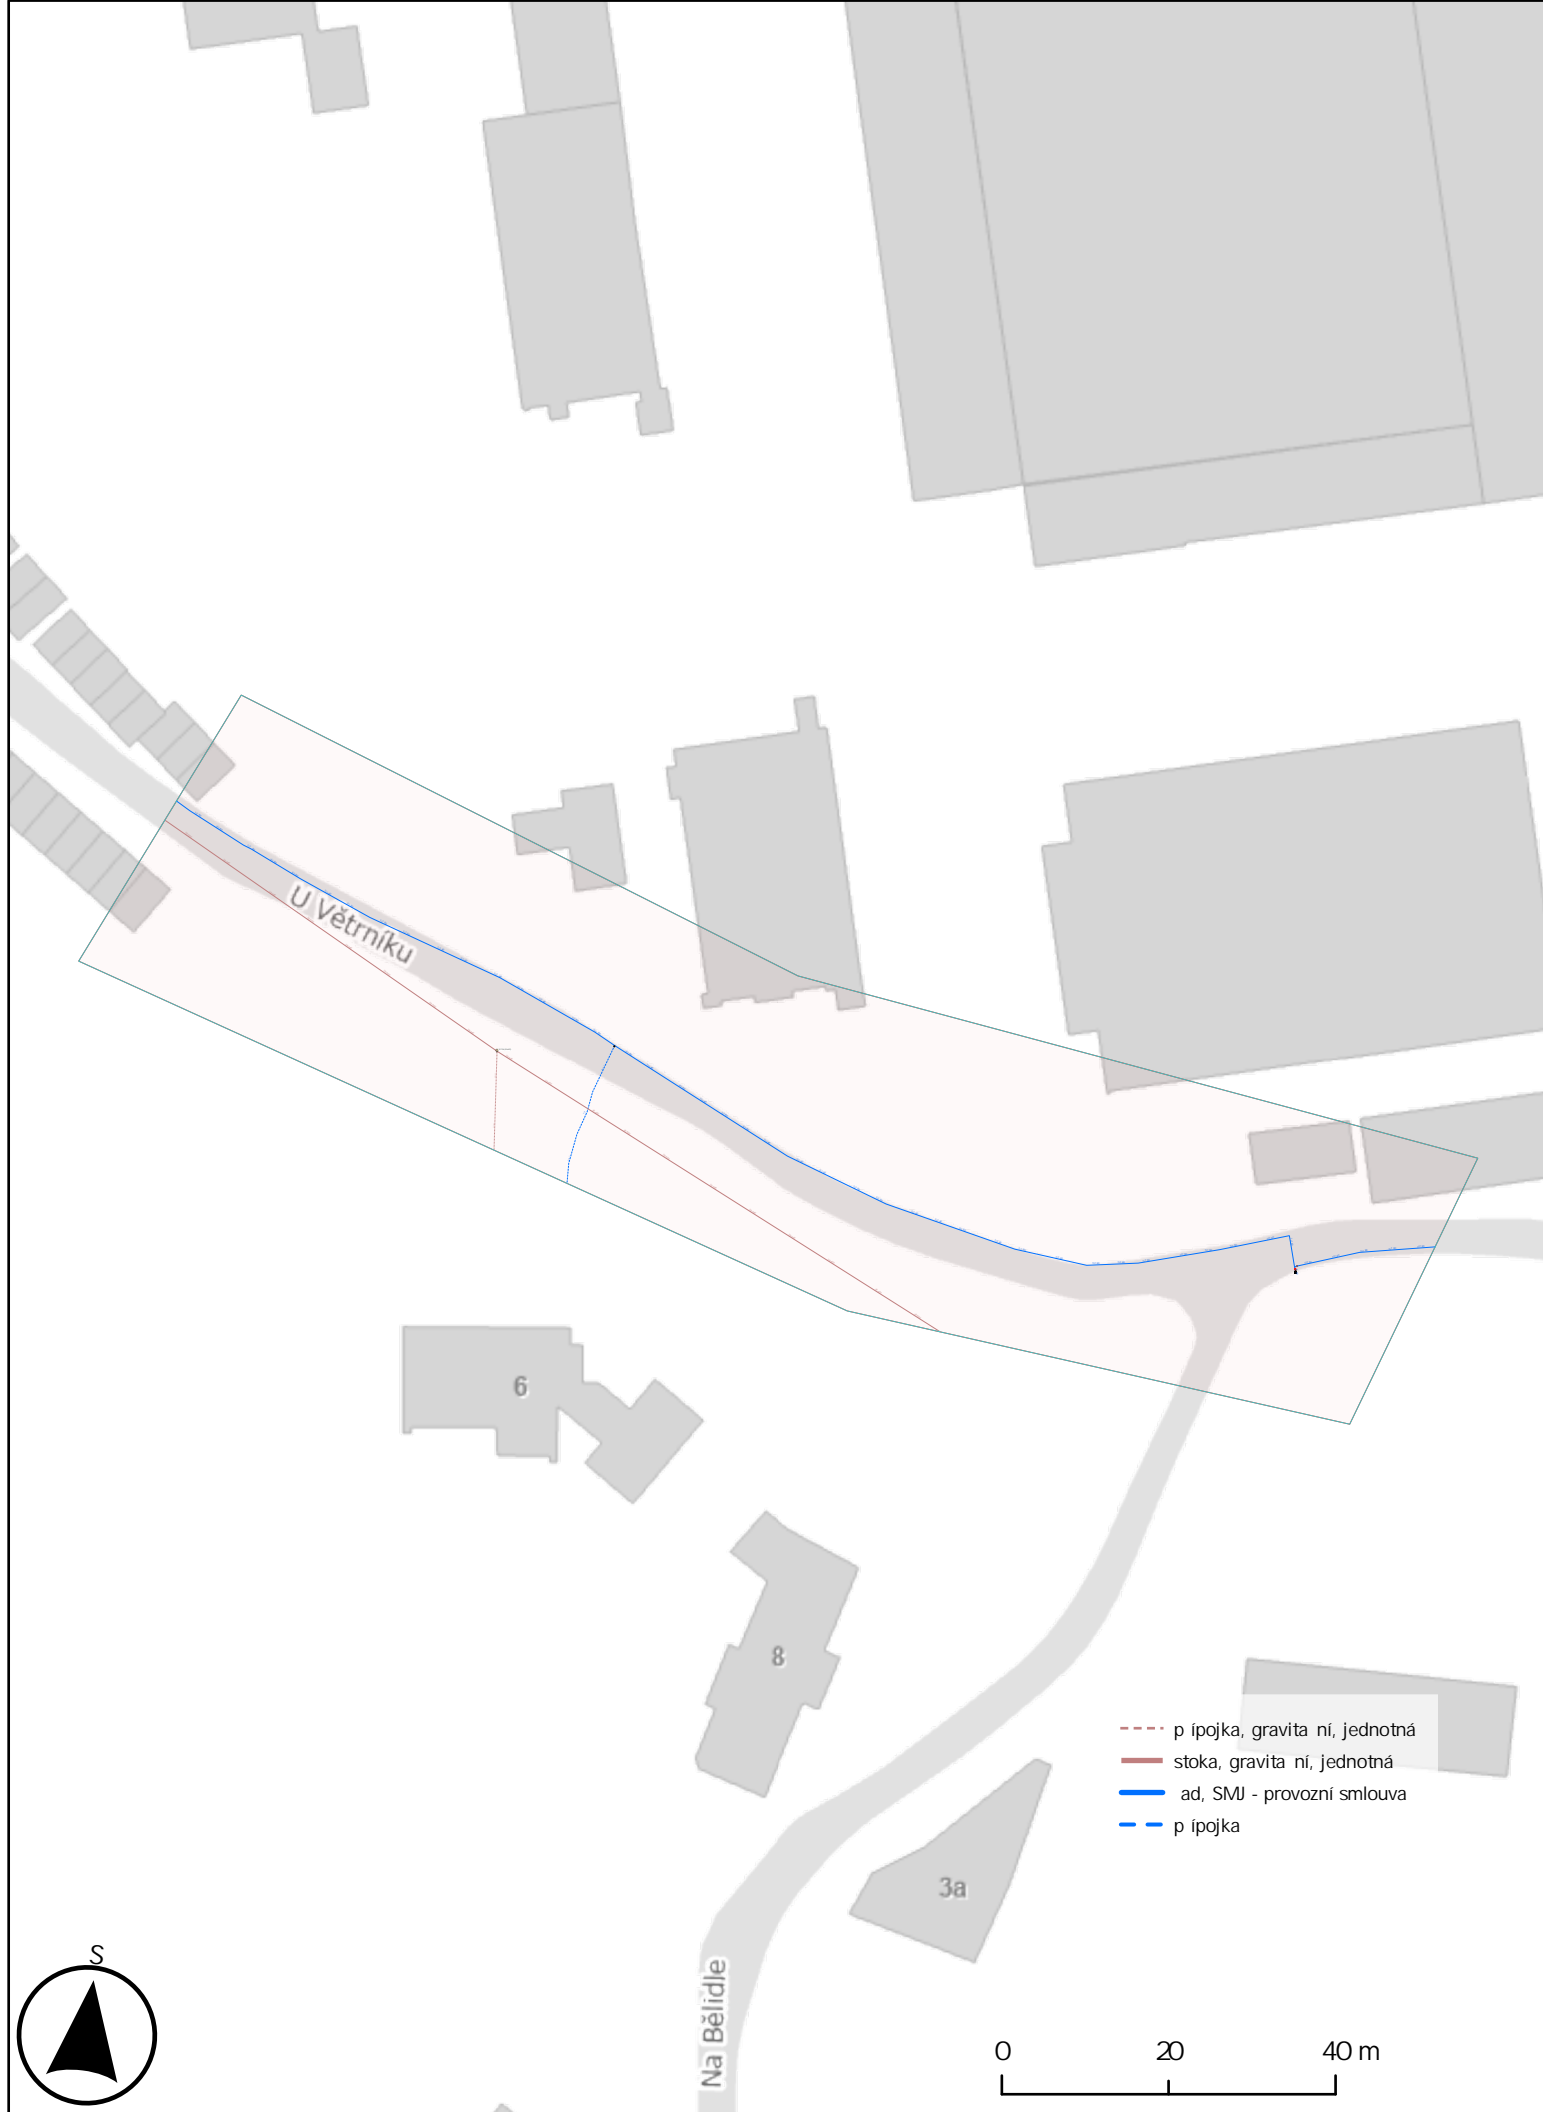 U Větrníku
6
8
p ípojka, gravita ní, jednotná
stoka, gravita ní, jednotná
ad, SMJ - provozní smlouva
p ípojka
3a
S
Na Bělidle
0 20 40 m